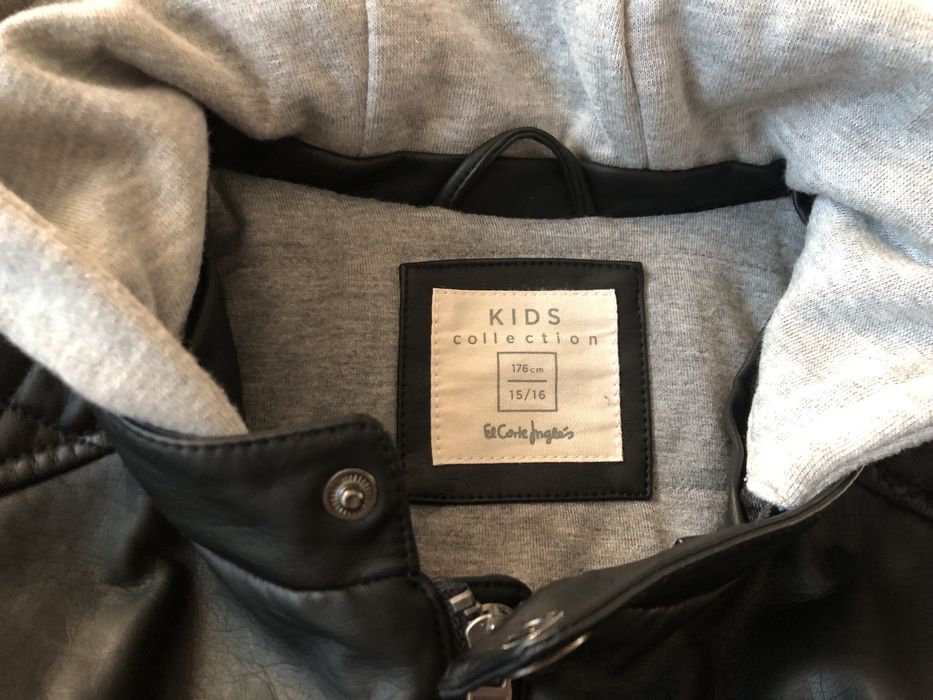 KIDS
collection
176cm
15/16
El Corte Inglés